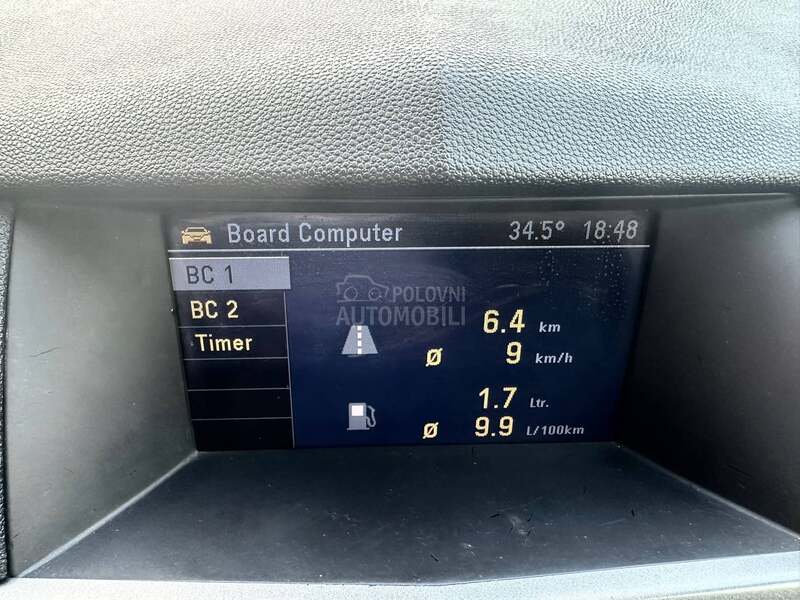 Board Computer 34.5° 18:48
BC 1
BC 2
Timer
POLOVNI
AUTOMOBILI
6.4 km
ø 9 km/h
1.7 Ltr.
ø 9.9 L/100km